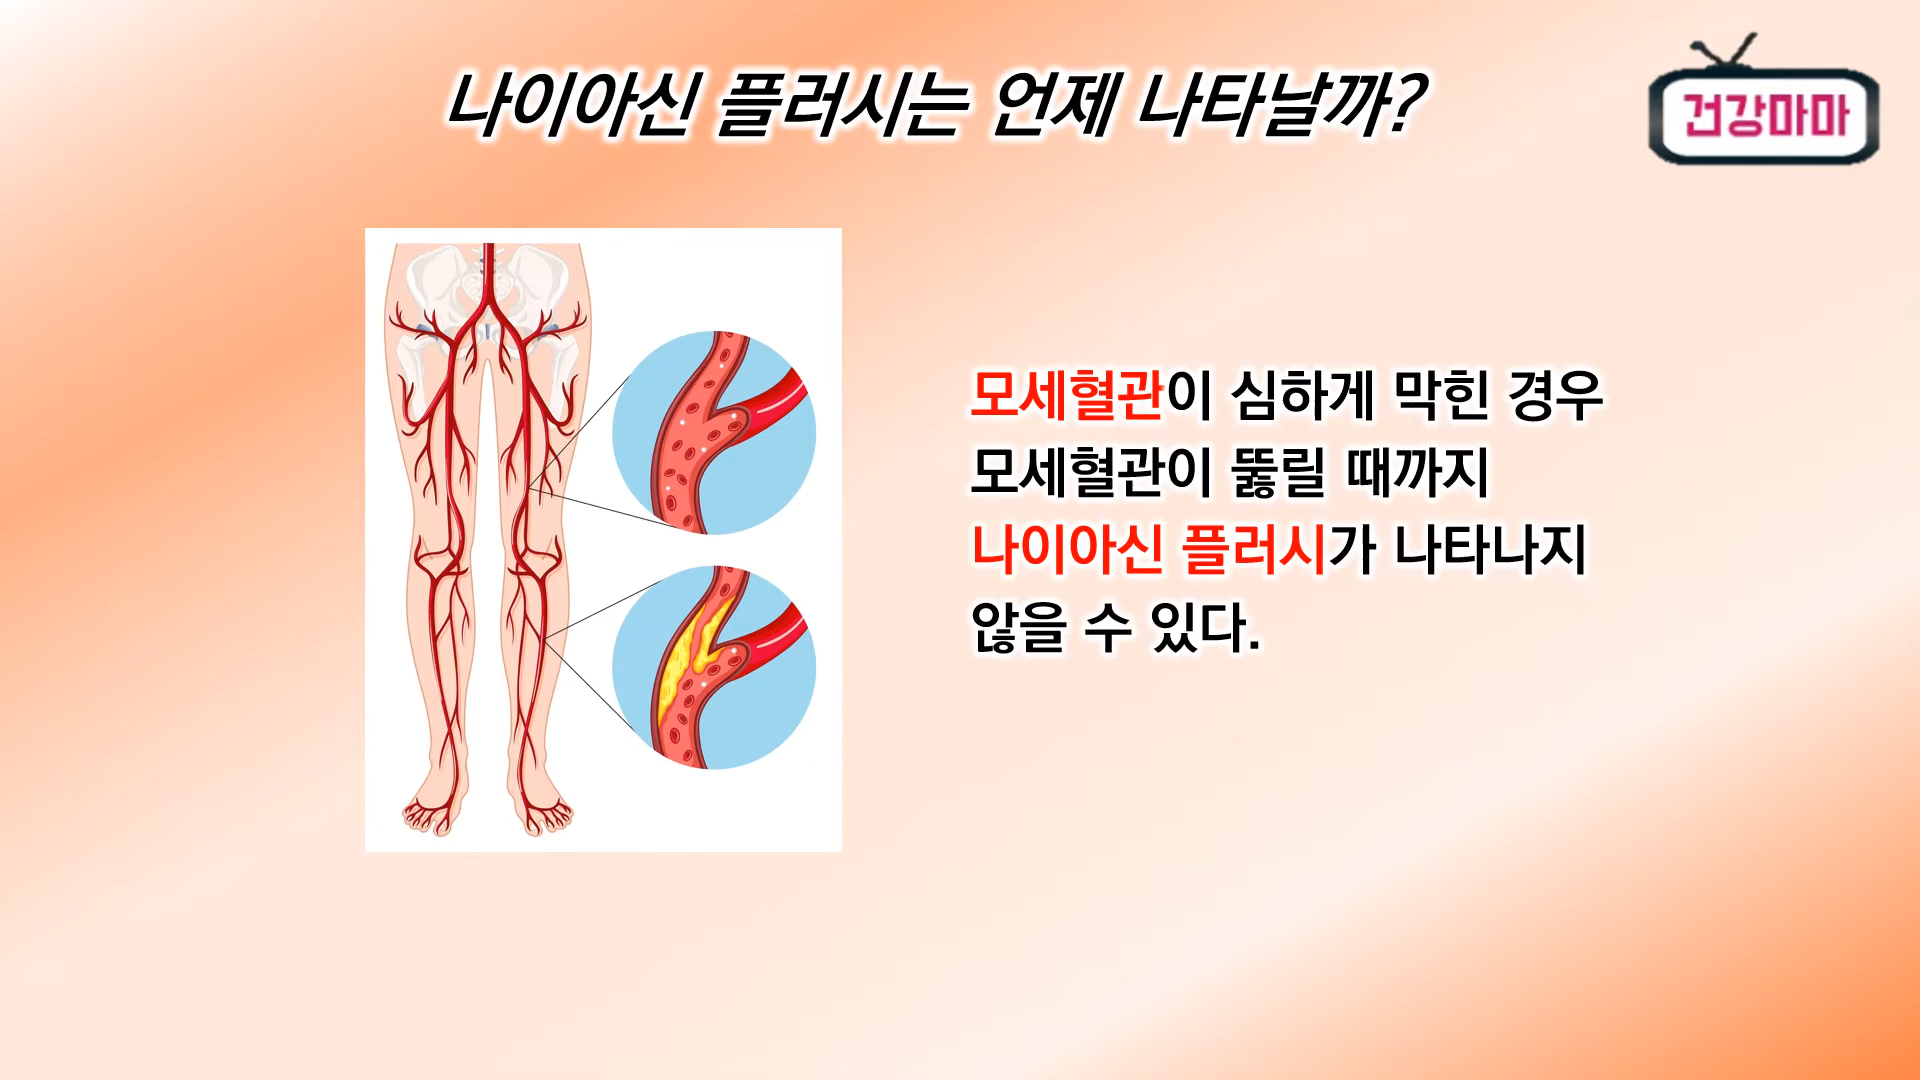 나이아신 플러시는 언제 나타날까?
건강마마
모세혈관이 심하게 막힌 경우
모세혈관이 뚫릴 때까지
나이아신 플러시가 나타나지
않을 수 있다.